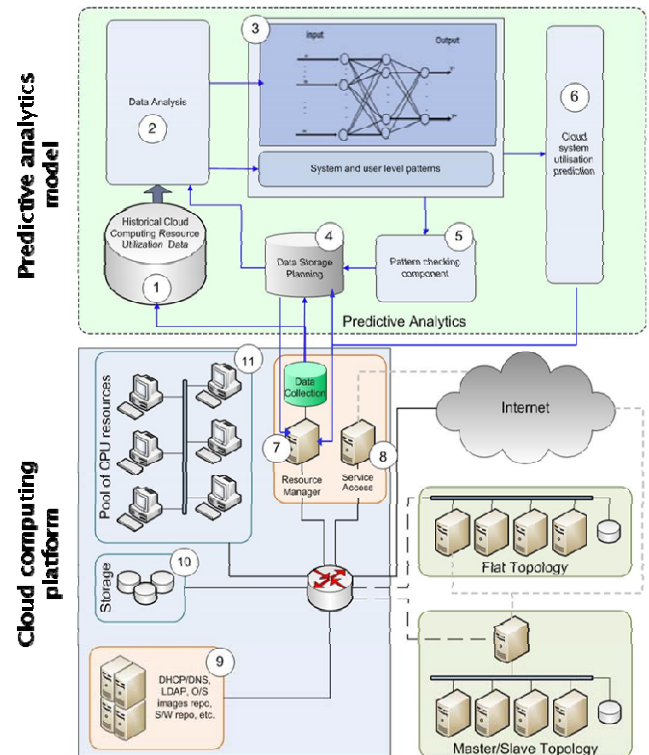 Predictive analytics
model
3
Input
Output
Data Analysis
2
6
Cloud
system
utilisation
prediction
System and user level patterns
Historical Cloud
Computing Resource
Utilization Data
1
4
Data Storage
Planning
5
Pattern checking
component
Predictive Analytics
Cloud computing
platform
11
Pool of CPU resources
Data
Collection
7
8
Resource
Manager
Service
Access
Internet
Flat Topology
10
Storage
9
DHCP/DNS,
LDAP, O/S
images repo,
S/W repo, etc.
Master/Slave Topology